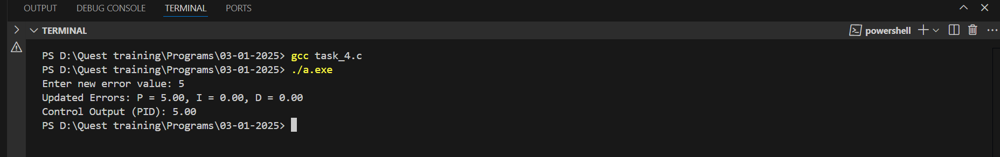 OUTPUT DEBUG CONSOLE TERMINAL PORTS
TERMINAL powershell
PS D:\Quest training\Programs\03-01-2025> gcc task_4.c
PS D:\Quest training\Programs\03-01-2025> ./a.exe
Enter new error value: 5
Updated Errors: P = 5.00, I = 0.00, D = 0.00
Control Output (PID): 5.00
PS D:\Quest training\Programs\03-01-2025>